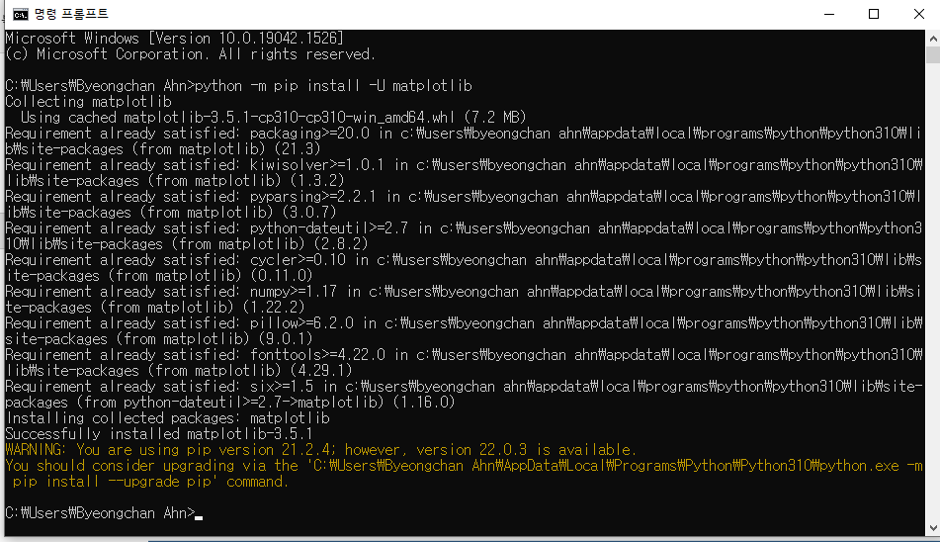 명령 프롬프트
Microsoft Windows [Version 10.0.19042.1526]
(c) Microsoft Corporation. All rights reserved.
C:₩Users₩Byeongchan Ahn>python -m pip install -U matplotlib
Collecting matplotlib
  Using cached matplotlib-3.5.1-cp310-cp310-win_amd64.whl (7.2 MB)
Requirement already satisfied: packaging>=20.0 in c:₩users₩byeongchan ahn₩appdata₩local₩programs₩python₩python310₩li
b₩site-packages (from matplotlib) (21.3)
Requirement already satisfied: kiwisolver>=1.0.1 in c:₩users₩byeongchan ahn₩appdata₩local₩programs₩python₩python310₩
lib₩site-packages (from matplotlib) (1.3.2)
Requirement already satisfied: pyparsing>=2.2.1 in c:₩users₩byeongchan ahn₩appdata₩local₩programs₩python₩python310₩l
ib₩site-packages (from matplotlib) (3.0.7)
Requirement already satisfied: python-dateutil>=2.7 in c:₩users₩byeongchan ahn₩appdata₩local₩programs₩python₩python3
10₩lib₩site-packages (from matplotlib) (2.8.2)
Requirement already satisfied: cycler>=0.10 in c:₩users₩byeongchan ahn₩appdata₩local₩programs₩python₩python310₩lib₩s
ite-packages (from matplotlib) (0.11.0)
Requirement already satisfied: numpy>=1.17 in c:₩users₩byeongchan ahn₩appdata₩local₩programs₩python₩python310₩lib₩si
te-packages (from matplotlib) (1.22.2)
Requirement already satisfied: pillow>=6.2.0 in c:₩users₩byeongchan ahn₩appdata₩local₩programs₩python₩python310₩lib₩
site-packages (from matplotlib) (9.0.1)
Requirement already satisfied: fonttools>=4.22.0 in c:₩users₩byeongchan ahn₩appdata₩local₩programs₩python₩python310₩
lib₩site-packages (from matplotlib) (4.29.1)
Requirement already satisfied: six>=1.5 in c:₩users₩byeongchan ahn₩appdata₩local₩programs₩python₩python310₩lib₩site-
packages (from python-dateutil>=2.7->matplotlib) (1.16.0)
Installing collected packages: matplotlib
Successfully installed matplotlib-3.5.1
WARNING: You are using pip version 21.2.4; however, version 22.0.3 is available.
You should consider upgrading via the 'C:₩Users₩Byeongchan Ahn₩AppData₩Local₩Programs₩Python₩Python310₩python.exe -m
 pip install --upgrade pip' command.
C:₩Users₩Byeongchan Ahn>